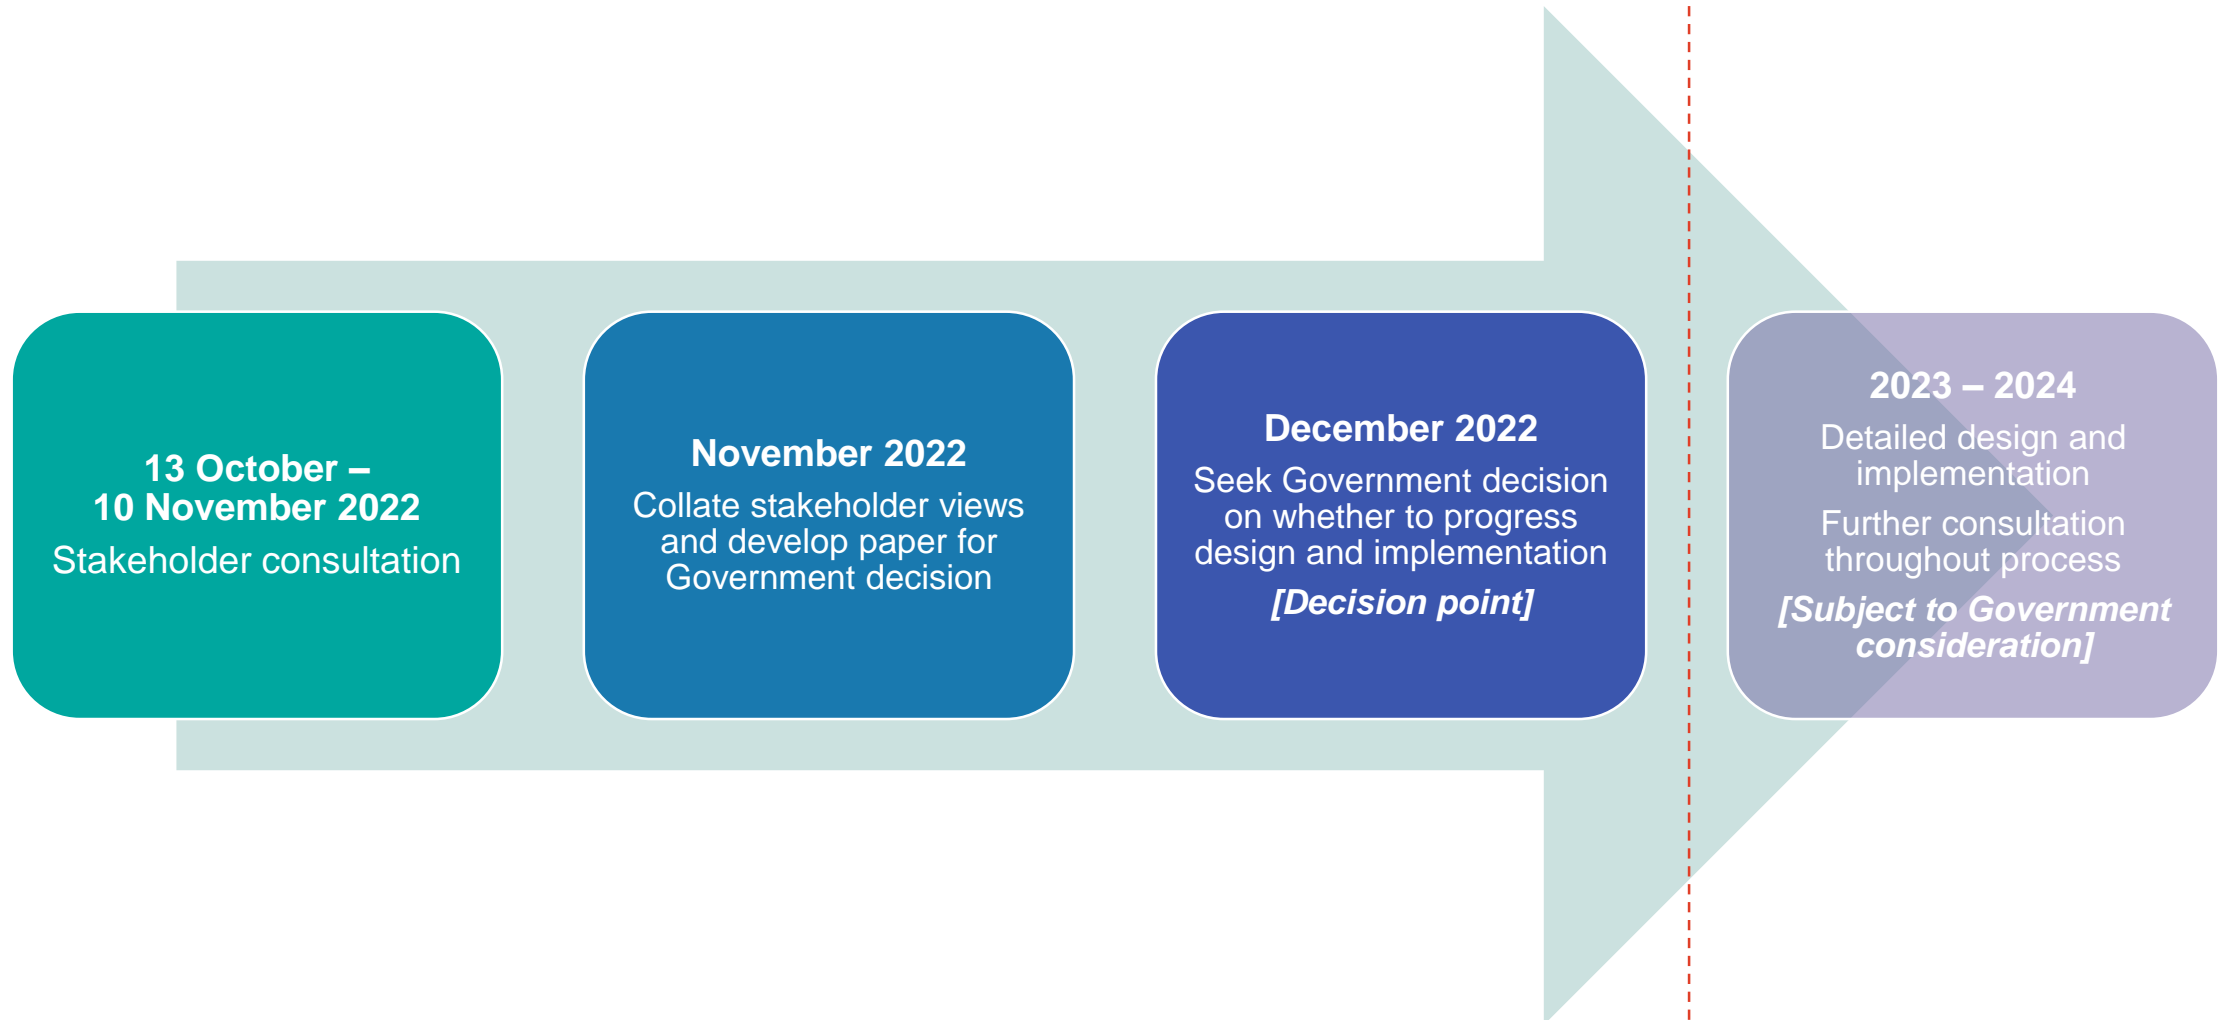 13 October –
10 November 2022
Stakeholder consultation
November 2022
Collate stakeholder views
and develop paper for
Government decision
December 2022
Seek Government decision
on whether to progress
design and implementation
[Decision point]
2023 – 2024
Detailed design and
implementation
Further consultation
throughout process
[Subject to Government
consideration]